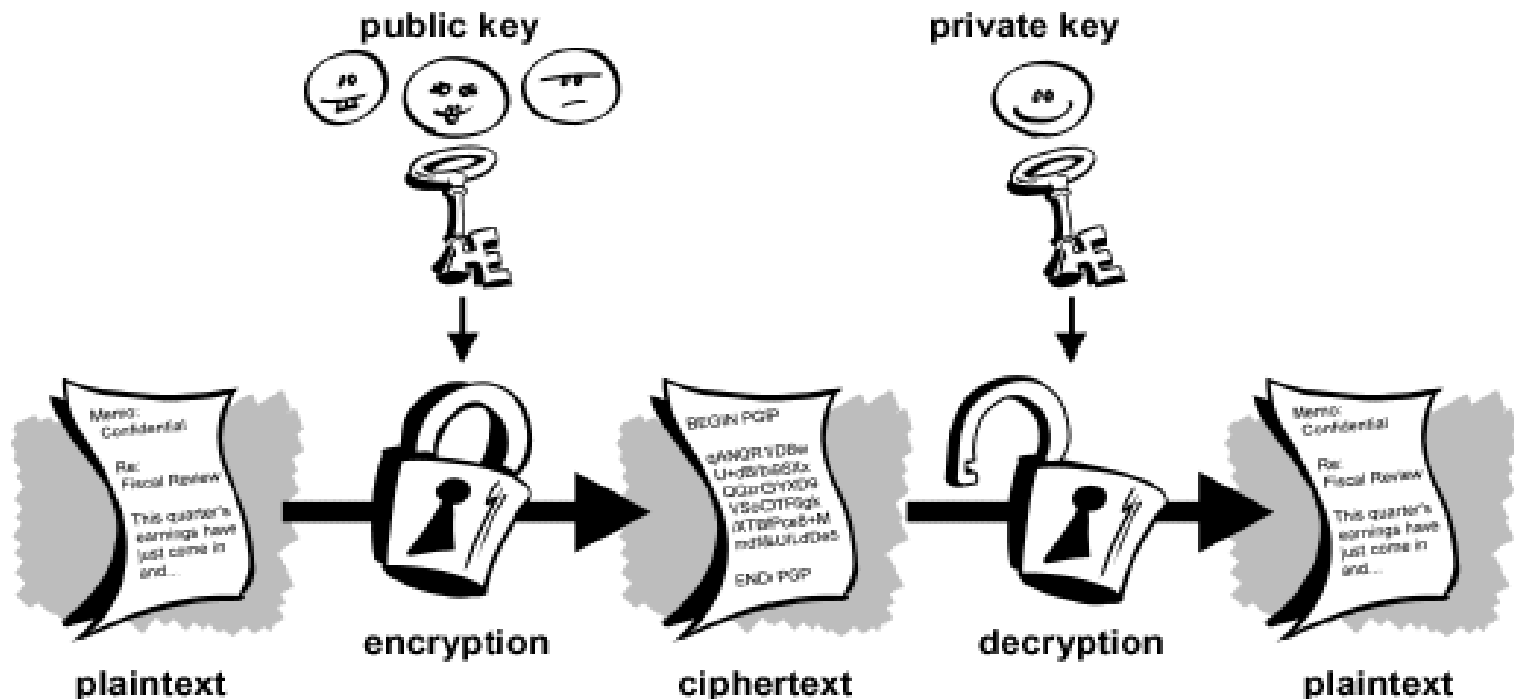 public key
private key
Memo:
Confidential
Re:
Fiscal Review
This quarter's
earnings have
just come in
and...
BEGIN PGP
END PGP
Memo:
Confidential
Re:
Fiscal Review
This quarter's
earnings have
just come in
and...
encryption
decryption
plaintext
ciphertext
plaintext